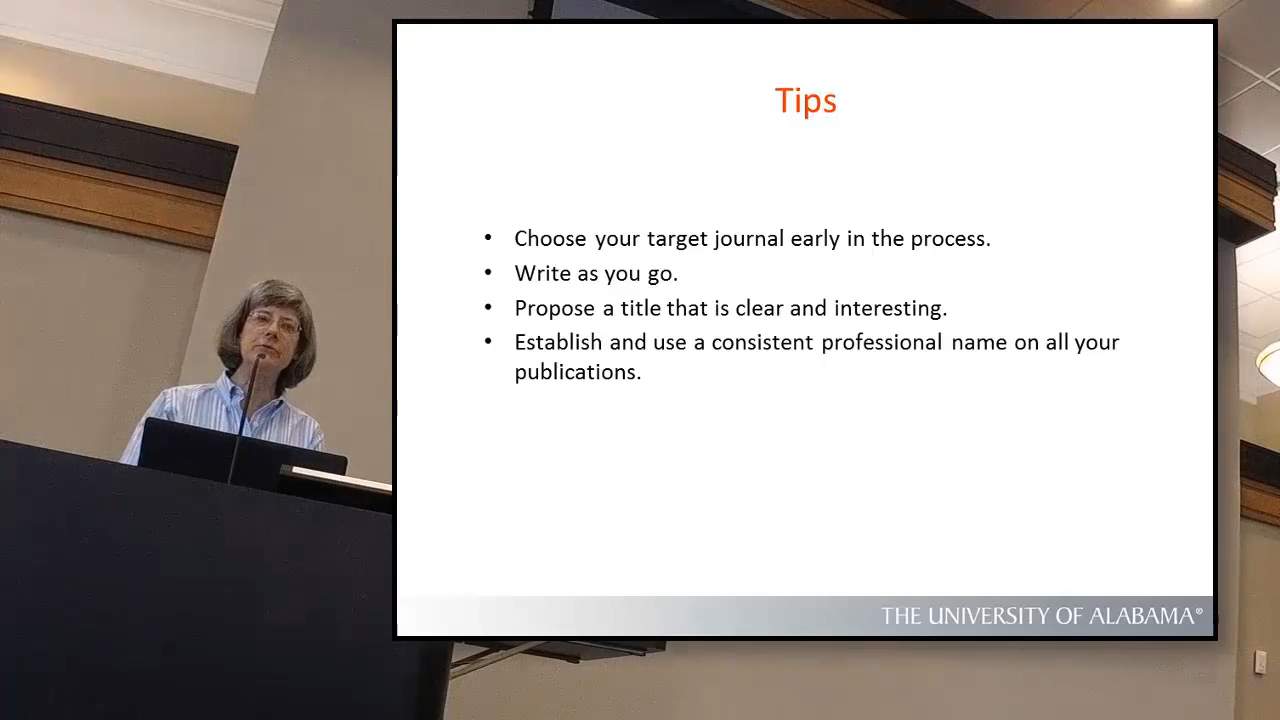 Tips
• Choose your target journal early in the process.
• Write as you go.
• Propose a title that is clear and interesting.
• Establish and use a consistent professional name on all your
publications.
THE UNIVERSITY OF ALABAMA®